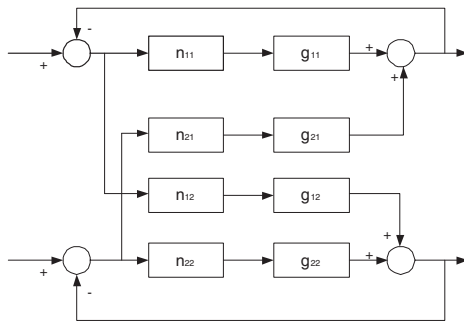 -
n11 g11 +
+ +
n21 g21
n12 g12
+
n22 g22 +
+
-